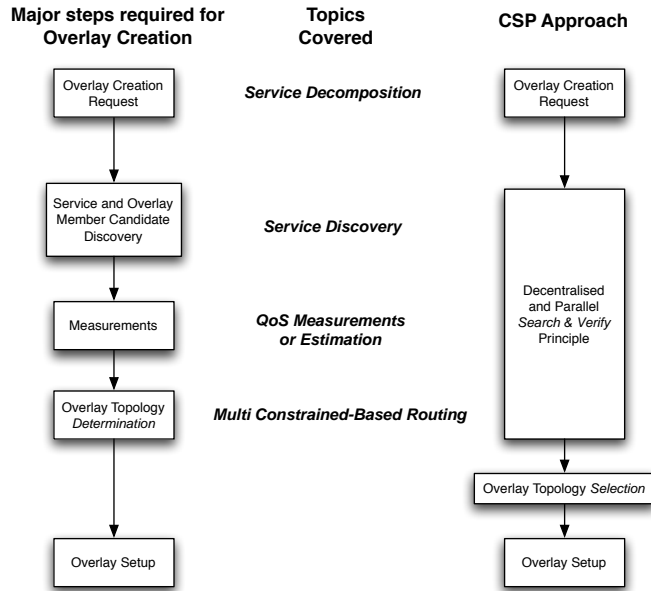 Major steps required for
Overlay Creation
Topics
Covered
CSP Approach
Overlay Creation
Request
Service Decomposition
Overlay Creation
Request
Service and Overlay
Member Candidate
Discovery
Service Discovery
Measurements
QoS Measurements
or Estimation
Decentralised
and Parallel
Search & Verify
Principle
Overlay Topology
Determination
Multi Constrained-Based Routing
Overlay Topology Selection
Overlay Setup
Overlay Setup